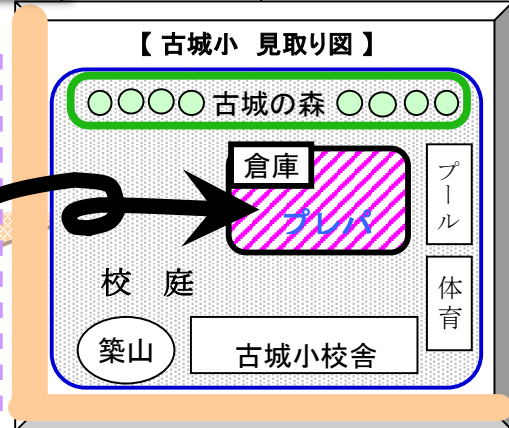 【 古城小 見取り図 】
古城の森
倉庫
プレパ
プール
校 庭
体育
築山
古城小校舎